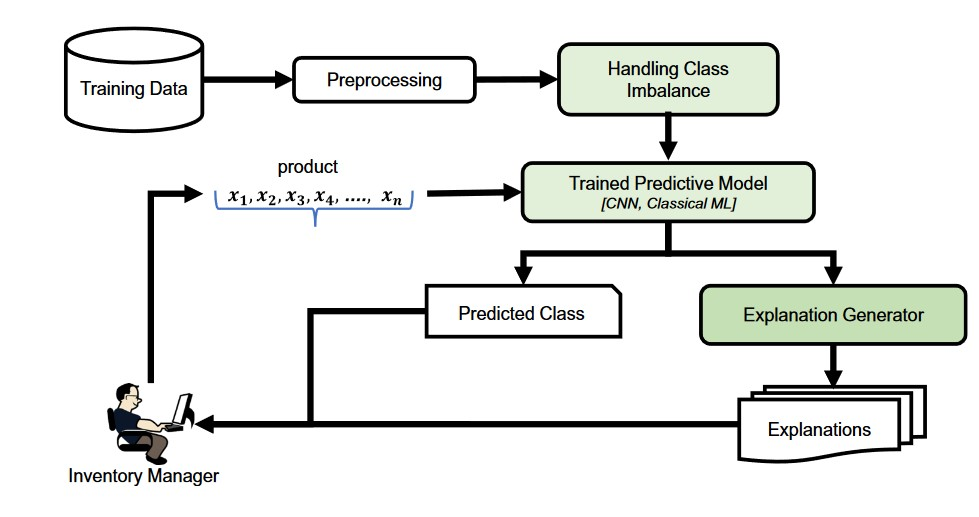 Training Data
Preprocessing
Handling Class
Imbalance
product
x₁, x₂, x₃, x₄, ...., xₙ
Trained Predictive Model
[CNN, Classical ML]
Predicted Class
Explanation Generator
Explanations
Inventory Manager